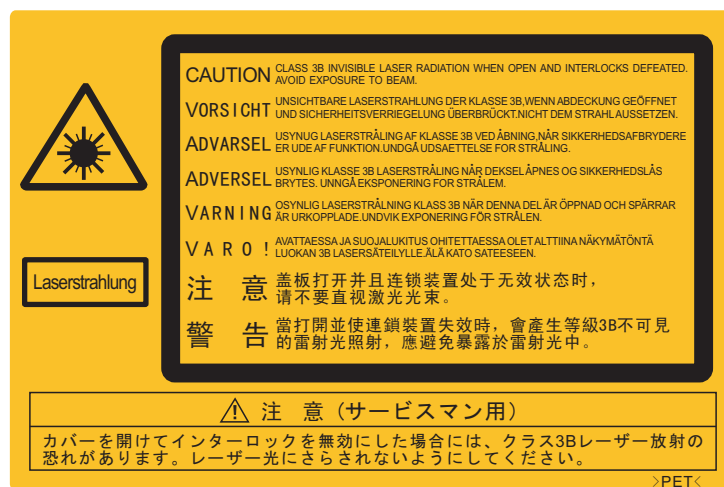 CAUTION CLASS 3B INVISIBLE LASER RADIATION WHEN OPEN AND INTERLOCKS DEFEATED.
AVOID EXPOSURE TO BEAM.
VORSICHT UNSICHTBARE LASERSTRAHLUNG DER KLASSE 3B,WENN ABDECKUNG GEÖFFNET
UND SICHERHEITSVERRIEGELUNG ÜBERBRÜCKT.NICHT DEM STRAHL AUSSETZEN.
ADVARSEL USYNUG LASERSTRÅLING AF KLASSE 3B VED ÅBNING,NÅR SIKKERHEDSAFBRYDERE
ER UDE AF FUNKTION.UNDGÅ UDSAETTELSE FOR STRÅLING.
ADVERSEL USYNLIG KLASSE 3B LASERSTRÅLING NÅR DEKSEL ÅPNES OG SIKKERHEDSLÅS
BRYTES. UNNGÅ EKSPONERING FOR STRÅLEM.
VARNING OSYNLIG LASERSTRÅLNING KLASS 3B NÄR DENNA DEL ÄR ÖPPNAD OCH SPÄRRAR
ÄR URKOPPLADE.UNDVIK EXPONERING FÖR STRÅLEN.
VARO! AVATTAESSA JA SUOJALUKITUS OHITETTAESSA OLET ALTTIINA NÄKYMÄTÖNTÄ
LUOKAN 3B LASERSÄTEILYLLE.ÄLÄ KATO SATEESEEN.
Laserstrahlung
注 意 盖板打开并且连锁装置处于无效状态时，
请不要直视激光光束。
警 告 當打開並使連鎖裝置失效時，會產生等級3B不可見
的雷射光照射，應避免暴露於雷射光中。
注 意（サービスマン用）
カバーを開けてインターロックを無効にした場合には、クラス3Bレーザー放射の
恐れがあります。レーザー光にさらされないようにしてください。
>PET<